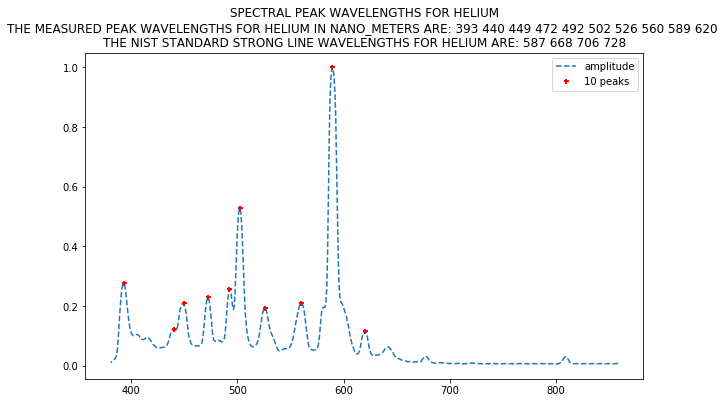 SPECTRAL PEAK WAVELENGTHS FOR HELIUM
THE MEASURED PEAK WAVELENGTHS FOR HELIUM IN NANO_METERS ARE: 393 440 449 472 492 502 526 560 589 620
THE NIST STANDARD STRONG LINE WAVELENGTHS FOR HELIUM ARE: 587 668 706 728
amplitude
10 peaks
1.0
0.8
0.6
0.4
0.2
0.0
400 500 600 700 800